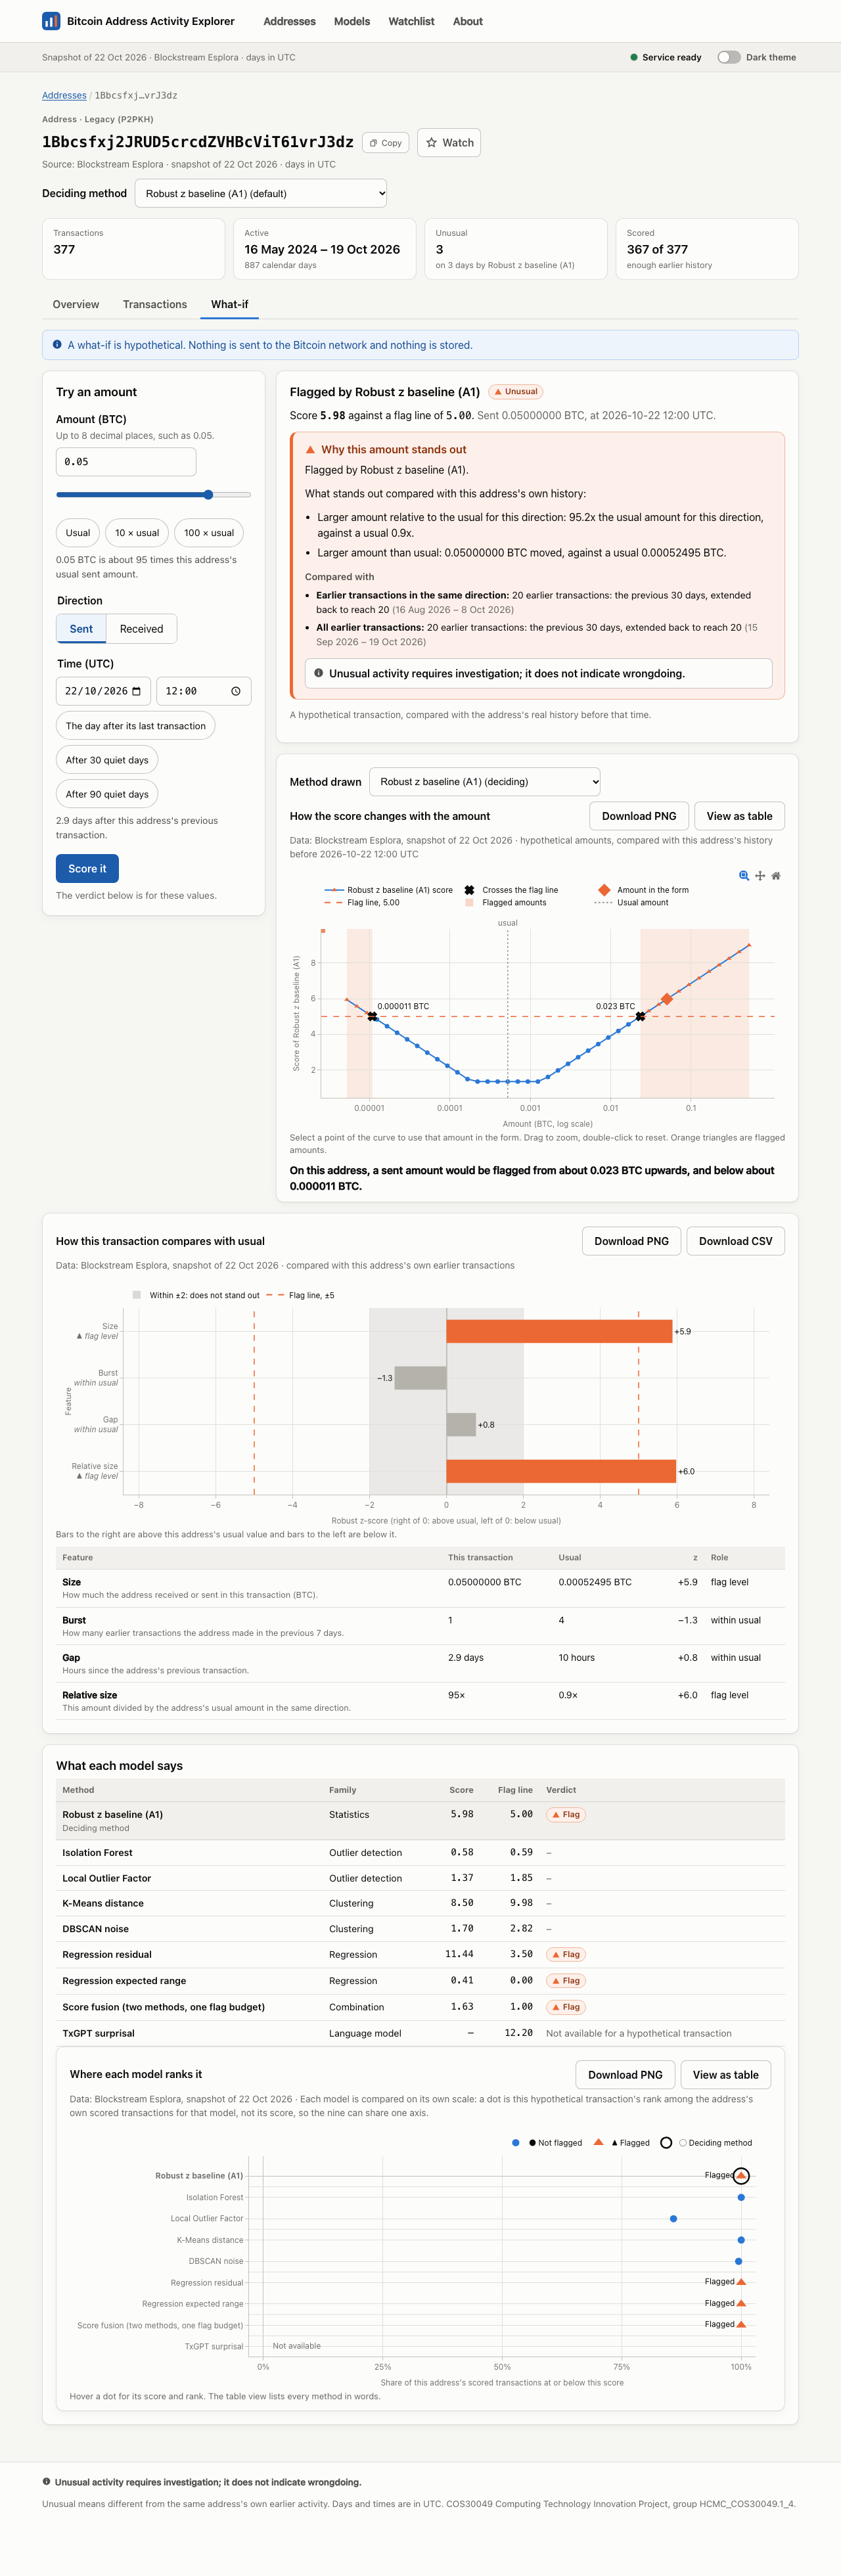 Bitcoin Address Activity Explorer
Addresses
Models
Watchlist
About
Snapshot of 22 Oct 2026 · Blockstream Esplora · days in UTC
Service ready
Dark theme
Addresses / 1Bbcsfxj…vrJ3dz
Address · Legacy (P2PKH)
1Bbcsfxj2JRUD5crcdZVHBcViT61vrJ3dz
Copy
Watch
Source: Blockstream Esplora · snapshot of 22 Oct 2026 · days in UTC
Deciding method
Robust z baseline (A1) (default)
Transactions
377
Active
16 May 2024 – 19 Oct 2026
887 calendar days
Unusual
3
on 3 days by Robust z baseline (A1)
Scored
367 of 377
enough earlier history
Overview
Transactions
What-if
A what-if is hypothetical. Nothing is sent to the Bitcoin network and nothing is stored.
Try an amount
Amount (BTC)
Up to 8 decimal places, such as 0.05.
0.05
Usual
10 × usual
100 × usual
0.05 BTC is about 95 times this address's
usual sent amount.
Direction
Sent
Received
Time (UTC)
22/10/2026
12:00
The day after its last transaction
After 30 quiet days
After 90 quiet days
2.9 days after this address's previous
transaction.
Score it
The verdict below is for these values.
Flagged by Robust z baseline (A1)
Unusual
Score 5.98 against a flag line of 5.00. Sent 0.05000000 BTC, at 2026-10-22 12:00 UTC.
Why this amount stands out
Flagged by Robust z baseline (A1).
What stands out compared with this address's own history:
• Larger amount relative to the usual for this direction: 95.2x the usual amount for this direction,
against a usual 0.9x.
• Larger amount than usual: 0.05000000 BTC moved, against a usual 0.00052495 BTC.
Compared with
• Earlier transactions in the same direction: 20 earlier transactions: the previous 30 days, extended
back to reach 20 (16 Aug 2026 – 8 Oct 2026)
• All earlier transactions: 20 earlier transactions: the previous 30 days, extended back to reach 20 (15
Sep 2026 – 19 Oct 2026)
Unusual activity requires investigation; it does not indicate wrongdoing.
A hypothetical transaction, compared with the address's real history before that time.
Method drawn
Robust z baseline (A1) (deciding)
How the score changes with the amount
Download PNG
View as table
Data: Blockstream Esplora, snapshot of 22 Oct 2026 · hypothetical amounts, compared with this address's history
before 2026-10-22 12:00 UTC
Robust z baseline (A1) score
Crosses the flag line
Amount in the form
Flag line, 5.00
Flagged amounts
Usual amount
usual
Score of Robust z baseline (A1)
8
6
4
2
0.000011 BTC
0.023 BTC
0.00001
0.0001
0.001
0.01
0.1
Amount (BTC, log scale)
Select a point of the curve to use that amount in the form. Drag to zoom, double-click to reset. Orange triangles are flagged
amounts.
On this address, a sent amount would be flagged from about 0.023 BTC upwards, and below about
0.000011 BTC.
How this transaction compares with usual
Download PNG
Download CSV
Data: Blockstream Esplora, snapshot of 22 Oct 2026 · compared with this address's own earlier transactions
Within ±2: does not stand out
Flag line, ±5
Feature
Size
▲ flag level
+5.9
Burst
within usual
−1.3
Gap
within usual
+0.8
Relative size
▲ flag level
+6.0
−8
−6
−4
−2
0
2
4
6
8
Robust z-score (right of 0: above usual, left of 0: below usual)
Bars to the right are above this address's usual value and bars to the left are below it.
Feature
This transaction
Usual
z
Role
Size
0.05000000 BTC
0.00052495 BTC
+5.9
flag level
How much the address received or sent in this transaction (BTC).
Burst
1
4
−1.3
within usual
How many earlier transactions the address made in the previous 7 days.
Gap
2.9 days
10 hours
+0.8
within usual
Hours since the address's previous transaction.
Relative size
95×
0.9×
+6.0
flag level
This amount divided by the address's usual amount in the same direction.
What each model says
Method
Family
Score
Flag line
Verdict
Robust z baseline (A1)
Statistics
5.98
5.00
Flag
Deciding method
Isolation Forest
Outlier detection
0.58
0.59
–
Local Outlier Factor
Outlier detection
1.37
1.85
–
K-Means distance
Clustering
8.50
9.98
–
DBSCAN noise
Clustering
1.70
2.82
–
Regression residual
Regression
11.44
3.50
Flag
Regression expected range
Regression
0.41
0.00
Flag
Score fusion (two methods, one flag budget)
Combination
1.63
1.00
Flag
TxGPT surprisal
Language model
–
12.20
Not available for a hypothetical transaction
Where each model ranks it
Download PNG
View as table
Data: Blockstream Esplora, snapshot of 22 Oct 2026 · Each model is compared on its own scale: a dot is this hypothetical transaction's rank among the address's
own scored transactions for that model, not its score, so the nine can share one axis.
● Not flagged
▲ Flagged
○ Deciding method
Robust z baseline (A1)
Flagged
Isolation Forest
Local Outlier Factor
K-Means distance
DBSCAN noise
Regression residual
Flagged
Regression expected range
Flagged
Score fusion (two methods, one flag budget)
Flagged
TxGPT surprisal
Not available
0%
25%
50%
75%
100%
Share of this address's scored transactions at or below this score
Hover a dot for its score and rank. The table view lists every method in words.
Unusual activity requires investigation; it does not indicate wrongdoing.
Unusual means different from the same address's own earlier activity. Days and times are in UTC. COS30049 Computing Technology Innovation Project, group HCMC_COS30049.1_4.